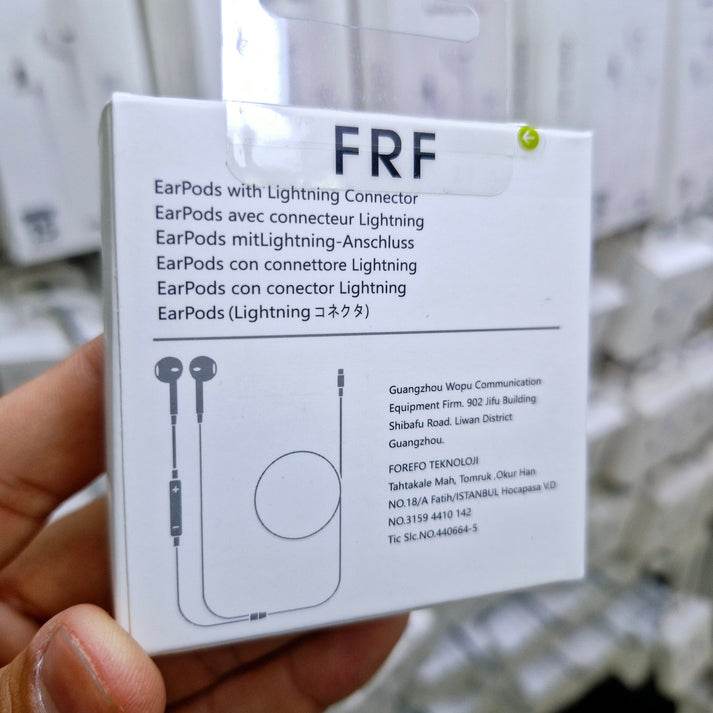 FRF
EarPods with Lightning Connector
EarPods avec connecteur Lightning
EarPods mitLightning-Anschluss
EarPods con connettore Lightning
EarPods con conector Lightning
EarPods (Lightning コネクタ)
Guangzhou Wopu Communication
Equipment Firm. 902 Jifu Building
Shibafu Road. Liwan District
Guangzhou.
FOREFO TEKNOLOJI
Tahtakale Mah, Tomruk ,Okur Han
NO.18/A Fatih/ISTANBUL Hocapasa V.D
NO.3159 4410 142
Tic Slc.NO.440664-5